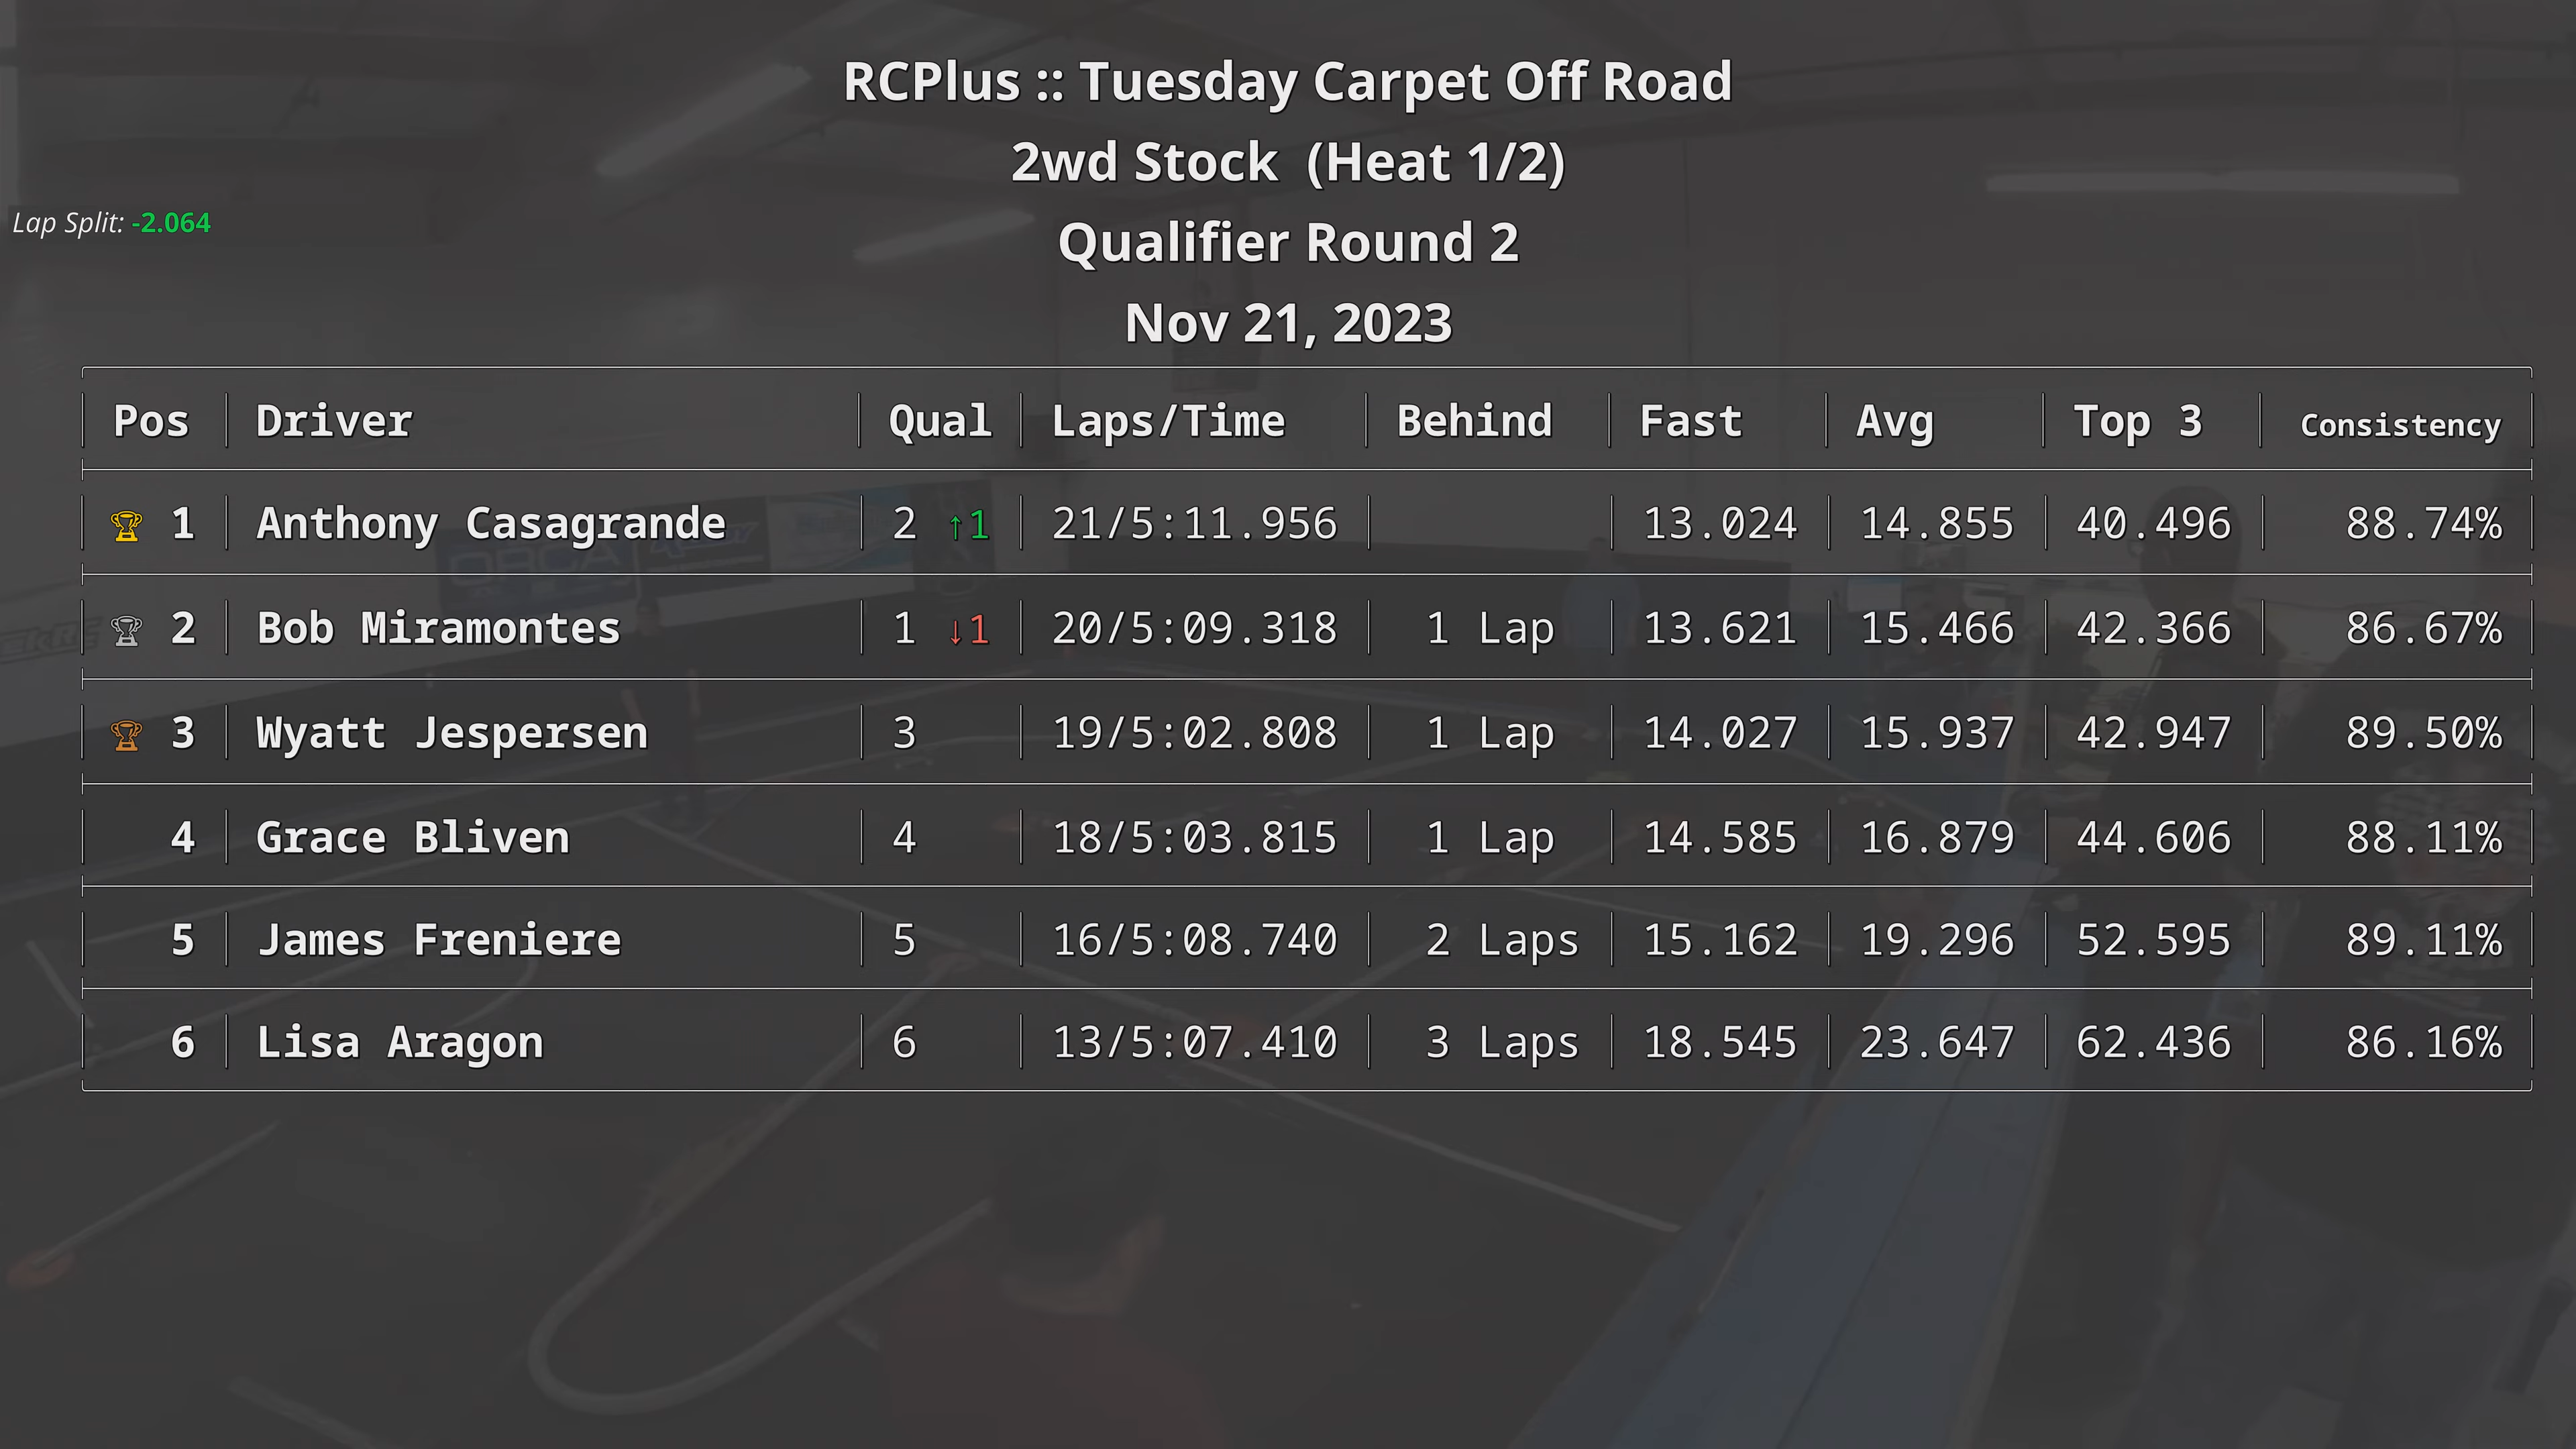 RCPlus :: Tuesday Carpet Off Road
2wd Stock (Heat 1/2)
Lap Split: -2.064
Qualifier Round 2
Nov 21, 2023
Pos Driver Qual Laps/Time Behind Fast Avg Top 3 Consistency
1 Anthony Casagrande 2 ↑1 21/5:11.956 13.024 14.855 40.496 88.74%
2 Bob Miramontes 1 ↓1 20/5:09.318 1 Lap 13.621 15.466 42.366 86.67%
3 Wyatt Jespersen 3 19/5:02.808 1 Lap 14.027 15.937 42.947 89.50%
4 Grace Bliven 4 18/5:03.815 1 Lap 14.585 16.879 44.606 88.11%
5 James Freniere 5 16/5:08.740 2 Laps 15.162 19.296 52.595 89.11%
6 Lisa Aragon 6 13/5:07.410 3 Laps 18.545 23.647 62.436 86.16%
ORCA